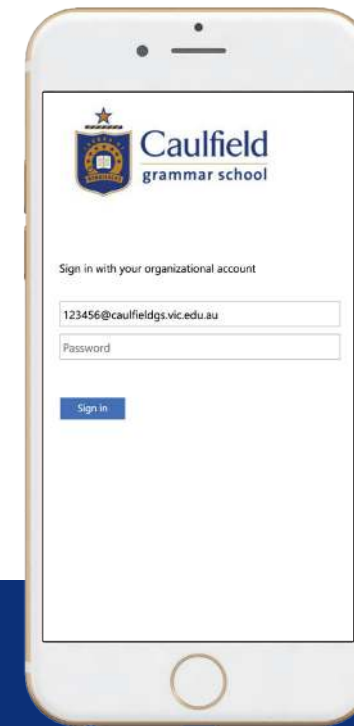 Caulfield
grammar school
Sign in with your organizational account
123456@caulfieldgs.vic.edu.au
Password
Sign in